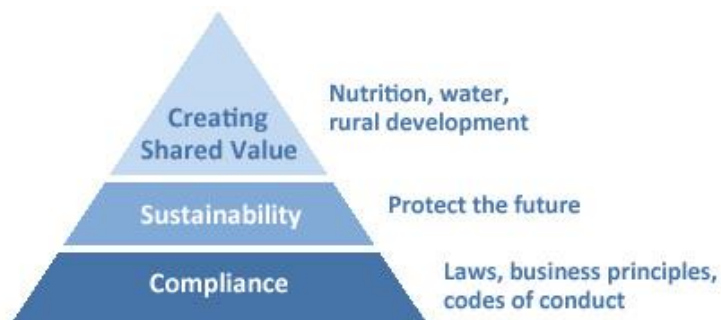 Creating
Shared Value
Nutrition, water,
rural development
Sustainability
Protect the future
Compliance
Laws, business principles,
codes of conduct